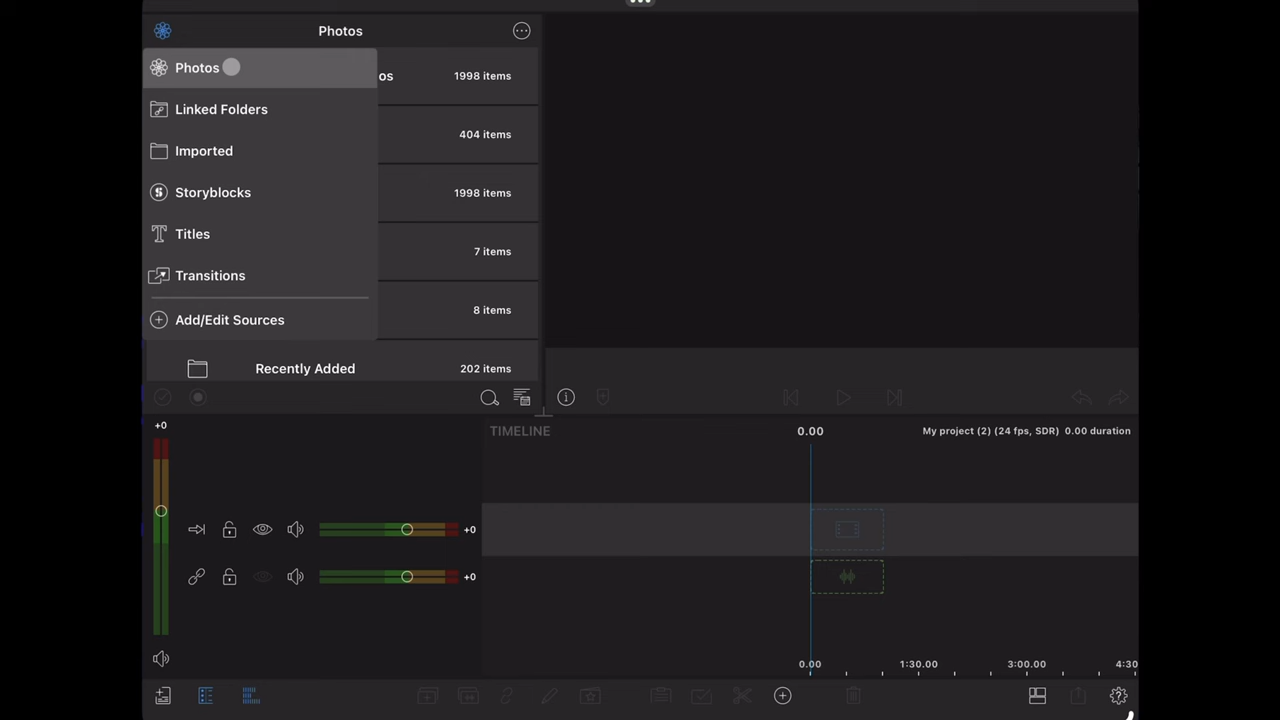 Photos
Photos
os
1998 items
Linked Folders
404 items
Imported
Storyblocks
1998 items
Titles
7 items
Transitions
8 items
Add/Edit Sources
Recently Added
202 items
+0
TIMELINE
0.00
My project (2) (24 fps, SDR) 0.00 duration
+0
+0
0.00
1:30.00
3:00.00
4:30